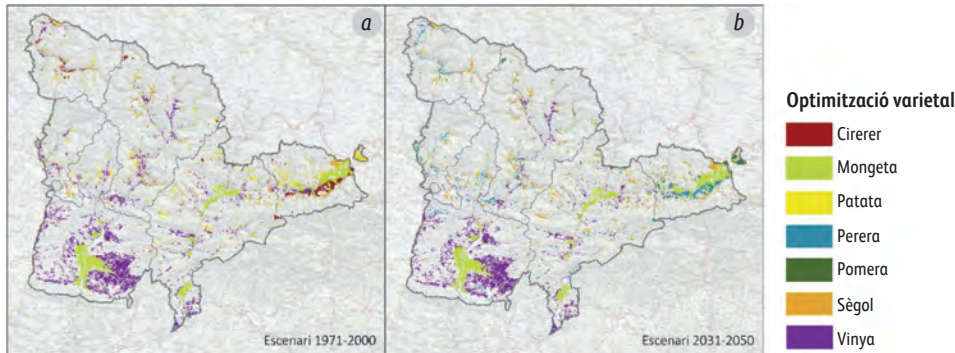 a
b
Escenari 1971-2000
Escenari 2031-2050
Optimització varietal
Cirerer
Mongeta
Patata
Perera
Pomera
Sègol
Vinya